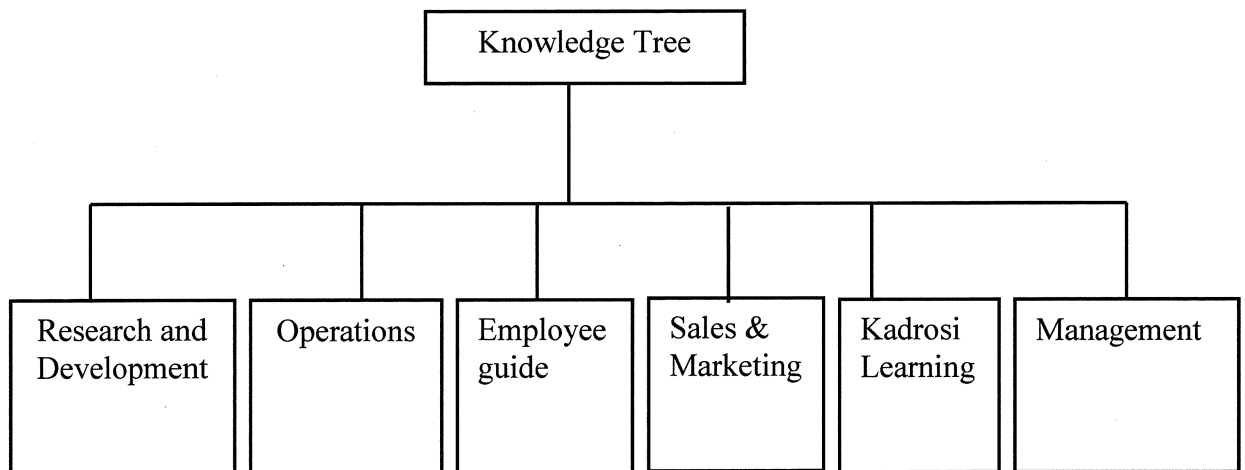 Knowledge Tree
Research and
Development
Operations
Employee
guide
Sales &
Marketing
Kadrosi
Learning
Management